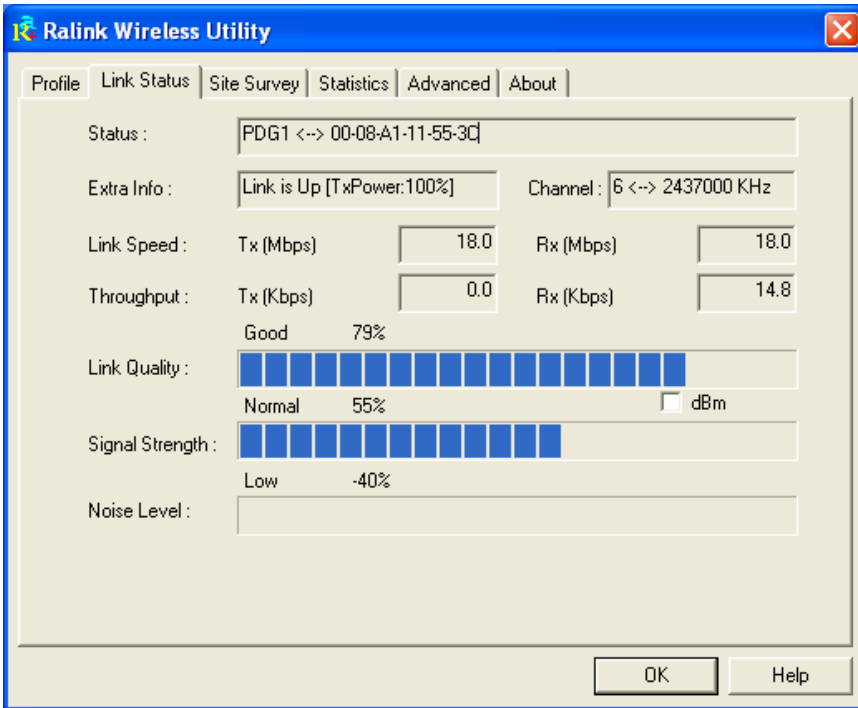 Ralink Wireless Utility
Profile Link Status Site Survey Statistics Advanced About
Status : PDG1 <--> 00-08-A1-11-55-3C
Extra Info : Link is Up [TxPower:100%] Channel : 6 <--> 2437000 KHz
Link Speed : Tx (Mbps) 18.0 Rx (Mbps) 18.0
Throughput : Tx (Kbps) 0.0 Rx (Kbps) 14.8
Good 79%
Link Quality :
Normal 55% dBm
Signal Strength :
Low -40%
Noise Level :
OK Help